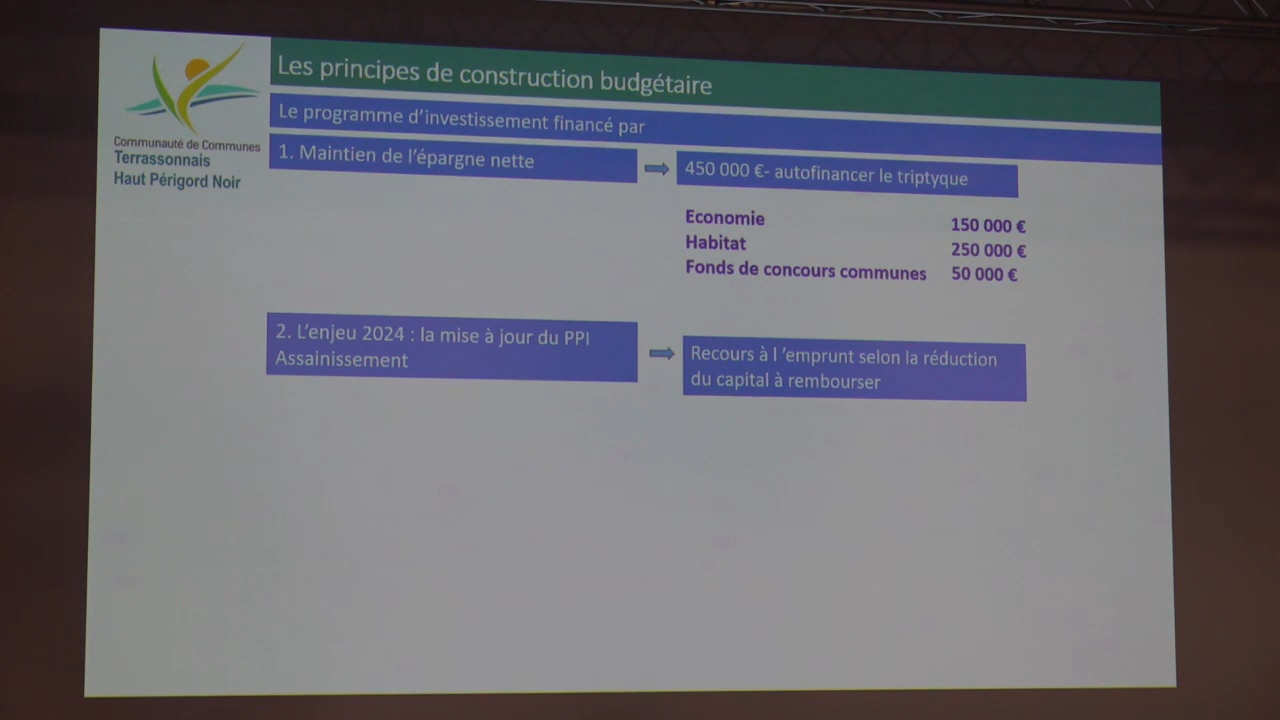 Les principes de construction budgétaire
Communauté de Communes
Terrassonnais
Haut Périgord Noir
Le programme d'investissement financé par
1. Maintien de l'épargne nette
450 000 €- autofinancer le triptyque
Economie 150 000 €
Habitat 250 000 €
Fonds de concours communes 50 000 €
2. L'enjeu 2024 : la mise à jour du PPI
Assainissement
Recours à l 'emprunt selon la réduction
du capital à rembourser